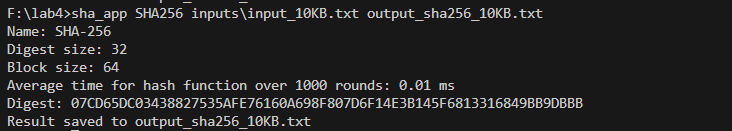 F:\lab4>sha_app SHA256 inputs\input_10KB.txt output_sha256_10KB.txt
Name: SHA-256
Digest size: 32
Block size: 64
Average time for hash function over 1000 rounds: 0.01 ms
Digest: 07CD65DC03438827535AFE76160A698F807D6F14E3B145F6813316849BB9DBBB
Result saved to output_sha256_10KB.txt